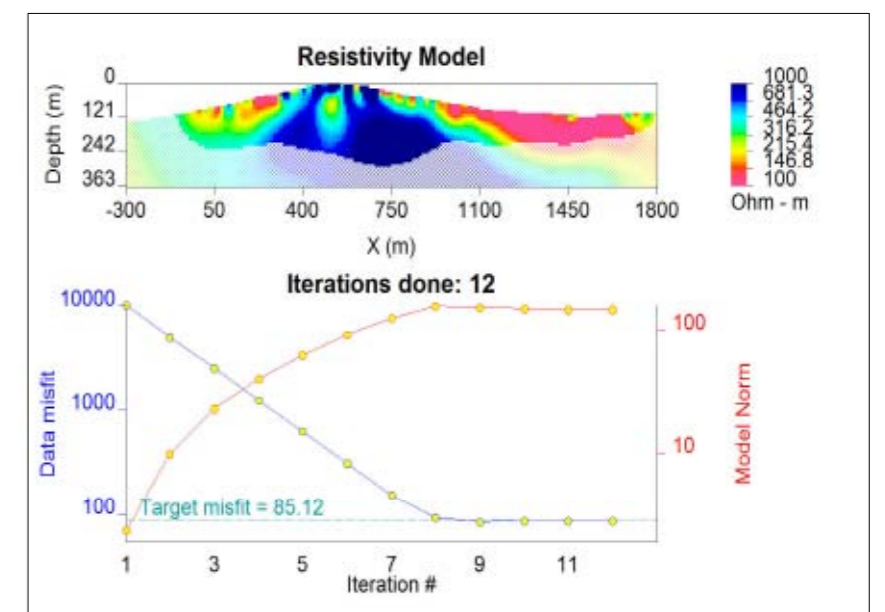 Resistivity Model
0
121
242
363
Depth (m)
-300 50 400 750 1100 1450 1800
X (m)
1000
681.3
464.2
316.2
215.4
146.8
100
Ohm - m
Iterations done: 12
10000
1000
100
Data misfit
Target misfit = 85.12
100
10
Model Norm
1 3 5 7 9 11
Iteration #